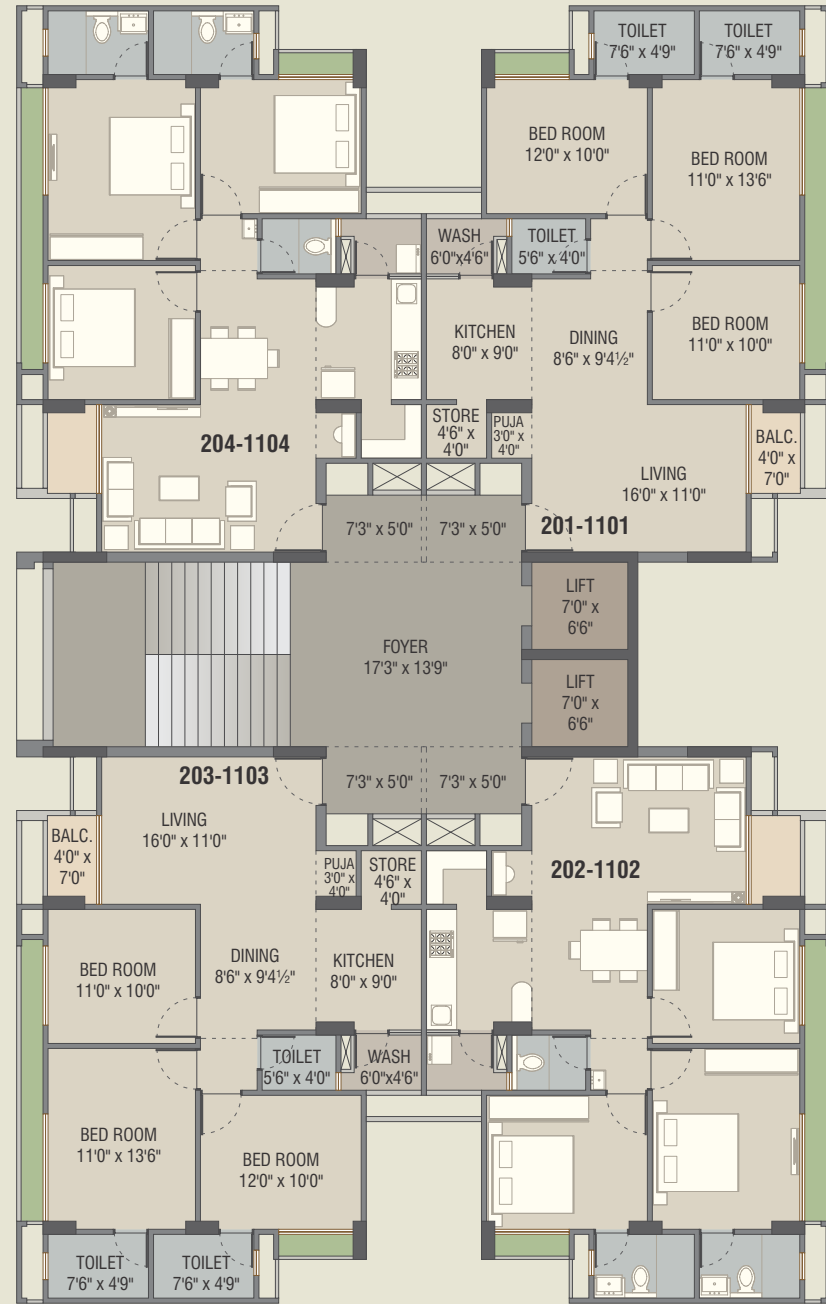 TOILET
7'6" x 4'9"
TOILET
7'6" x 4'9"
BED ROOM
12'0" x 10'0"
BED ROOM
11'0" x 13'6"
WASH
6'0"x4'6"
TOILET
5'6" x 4'0"
KITCHEN
8'0" x 9'0"
DINING
8'6" x 9'4½"
BED ROOM
11'0" x 10'0"
STORE
4'6" x
4'0"
PUJA
3'0" x
4'0"
BALC.
4'0" x
7'0"
204-1104
LIVING
16'0" x 11'0"
7'3" x 5'0"
7'3" x 5'0"
201-1101
LIFT
7'0" x
6'6"
FOYER
17'3" x 13'9"
LIFT
7'0" x
6'6"
203-1103
7'3" x 5'0"
7'3" x 5'0"
LIVING
16'0" x 11'0"
BALC.
4'0" x
7'0"
PUJA
3'0" x
4'0"
STORE
4'6" x
4'0"
202-1102
BED ROOM
11'0" x 10'0"
DINING
8'6" x 9'4½"
KITCHEN
8'0" x 9'0"
TOILET
5'6" x 4'0"
WASH
6'0"x4'6"
BED ROOM
11'0" x 13'6"
BED ROOM
12'0" x 10'0"
TOILET
7'6" x 4'9"
TOILET
7'6" x 4'9"